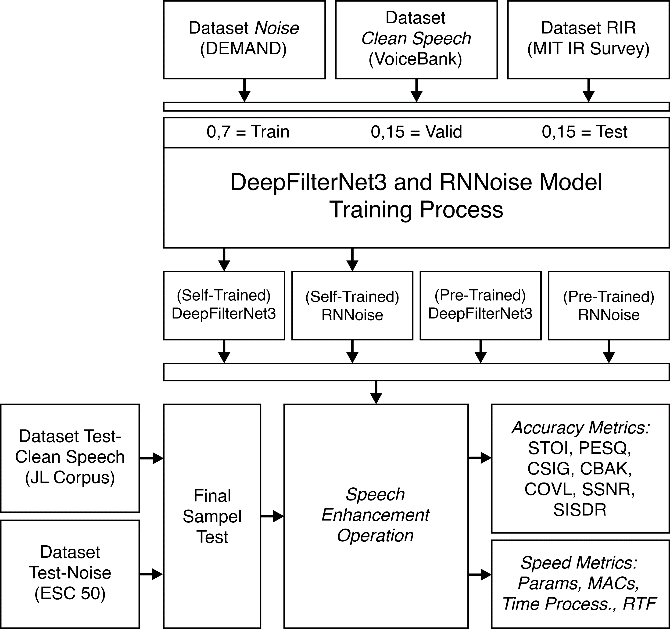 Dataset Noise
(DEMAND)
Dataset
Clean Speech
(VoiceBank)
Dataset RIR
(MIT IR Survey)
0,7 = Train
0,15 = Valid
0,15 = Test
DeepFilterNet3 and RNNoise Model
Training Process
(Self-Trained)
DeepFilterNet3
(Self-Trained)
RNNoise
(Pre-Trained)
DeepFilterNet3
(Pre-Trained)
RNNoise
Dataset Test-
Clean Speech
(JL Corpus)
Dataset
Test-Noise
(ESC 50)
Final
Sampel
Test
Speech
Enhancement
Operation
Accuracy Metrics:
STOI, PESQ,
CSIG, CBAK,
COVL, SSNR,
SISDR
Speed Metrics:
Params, MACs,
Time Process., RTF